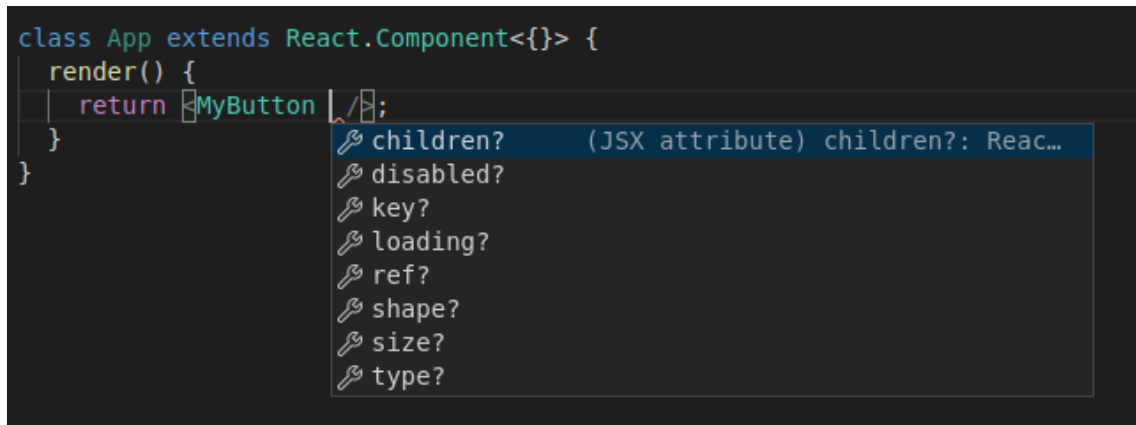 class App extends React.Component<{}> {
render() {
return <MyButton />;
}
}
children? (JSX attribute) children?: Reac…
disabled?
key?
loading?
ref?
shape?
size?
type?